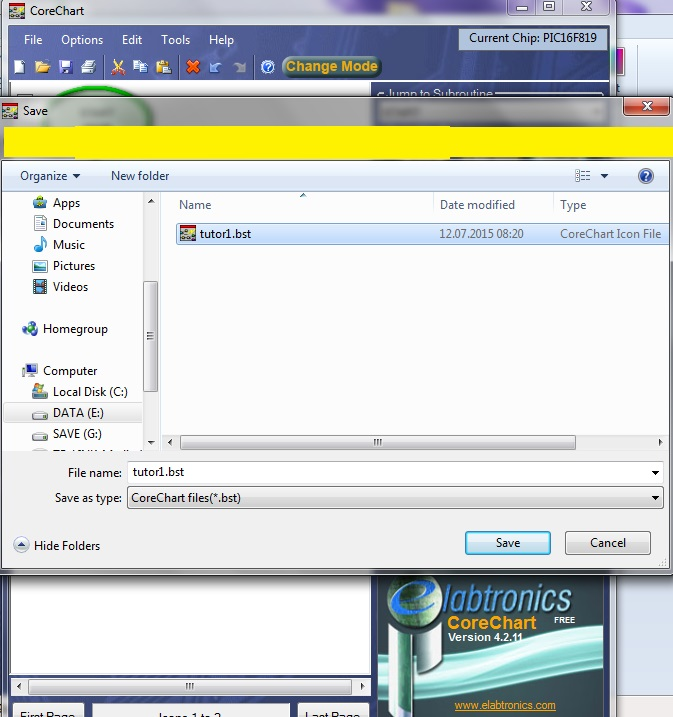 CoreChart
File Options Edit Tools Help
Current Chip: PIC16F819
Change Mode
Jump to Subroutine
Save
Organize New folder
Name Date modified Type
Apps
Documents
Music
Pictures
Videos
Homegroup
Computer
Local Disk (C:)
DATA (E:)
SAVE (G:)
tutor1.bst 12.07.2015 08:20 CoreChart Icon File
File name: tutor1.bst
Save as type: CoreChart files(*.bst)
Hide Folders
Save Cancel
elabtronics
CoreChart FREE
Version 4.2.11
www.elabtronics.com
First Page Icons 1 to 2 Last Page